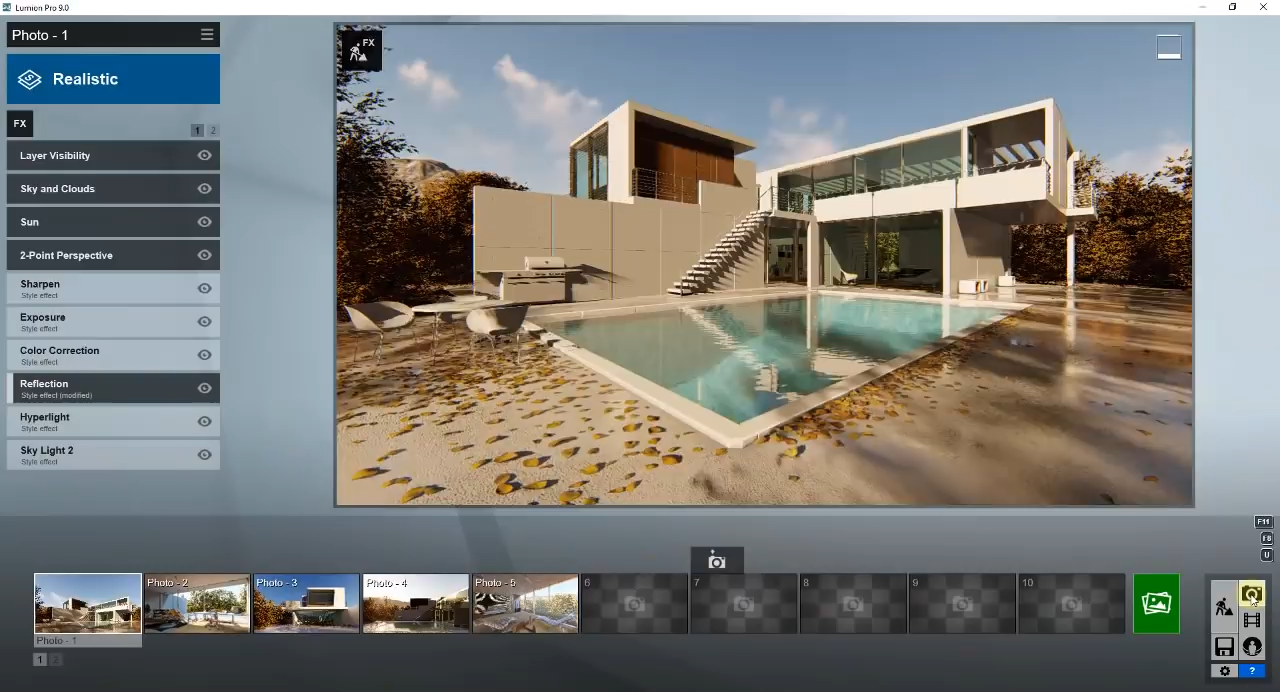 Lumion Pro 9.0
Photo - 1
Realistic
FX
1 2
Layer Visibility
Sky and Clouds
Sun
2-Point Perspective
Sharpen
Style effect
Exposure
Style effect
Color Correction
Style effect
Reflection
Style effect (modified)
Hyperlight
Style effect
Sky Light 2
Style effect
FX
F11
F8
U
Photo - 2
Photo - 3
Photo - 4
Photo - 5
6
7
8
9
10
Photo - 1
1 2
?